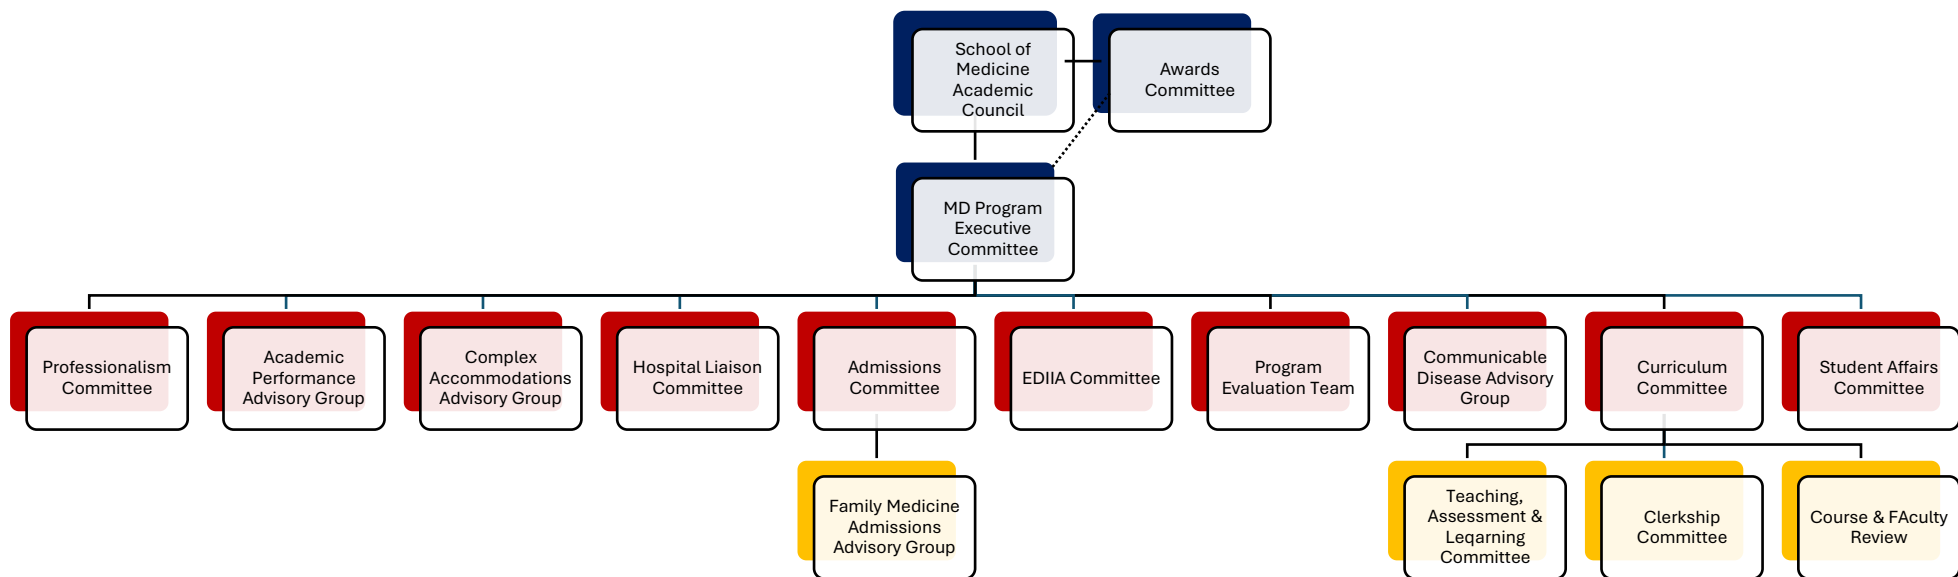 School of
Medicine
Academic
Council
Awards
Committee
MD Program
Executive
Committee
Professionalism
Committee
Academic
Performance
Advisory Group
Complex
Accommodations
Advisory Group
Hospital Liaison
Committee
Admissions
Committee
EDIIA Committee
Program
Evaluation Team
Communicable
Disease Advisory
Group
Curriculum
Committee
Student Affairs
Committee
Family Medicine
Admissions
Advisory Group
Teaching,
Assessment &
Leqarning
Committee
Clerkship
Committee
Course & FAculty
Review